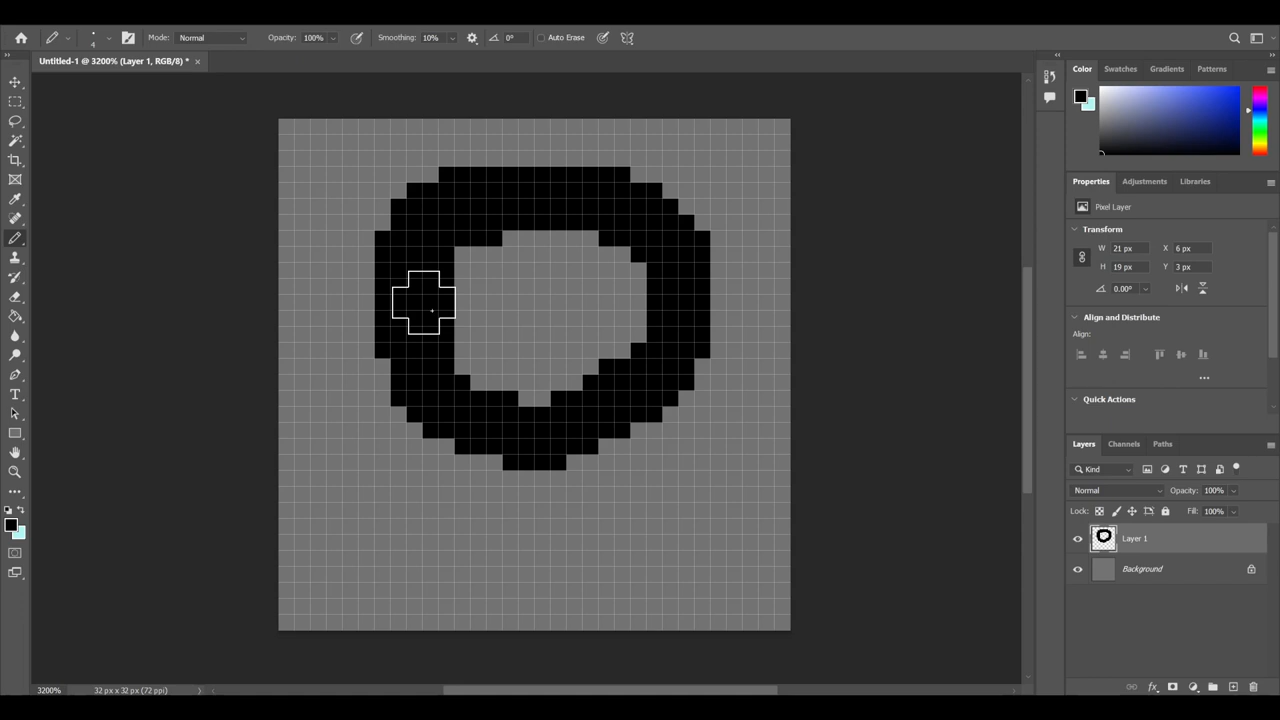 4 Mode: Normal Opacity: 100% Smoothing: 10% 0° Auto Erase
Untitled-1 @ 3200% (Layer 1, RGB/8) *
Color Swatches Gradients Patterns
Properties Adjustments Libraries
Pixel Layer
Transform
W 21 px X 6 px
H 19 px Y 3 px
0.00°
Align and Distribute
Align:
Quick Actions
Layers Channels Paths
Kind
Normal Opacity: 100%
Lock: Fill: 100%
Layer 1
Background
3200% 32 px x 32 px (72 ppi)